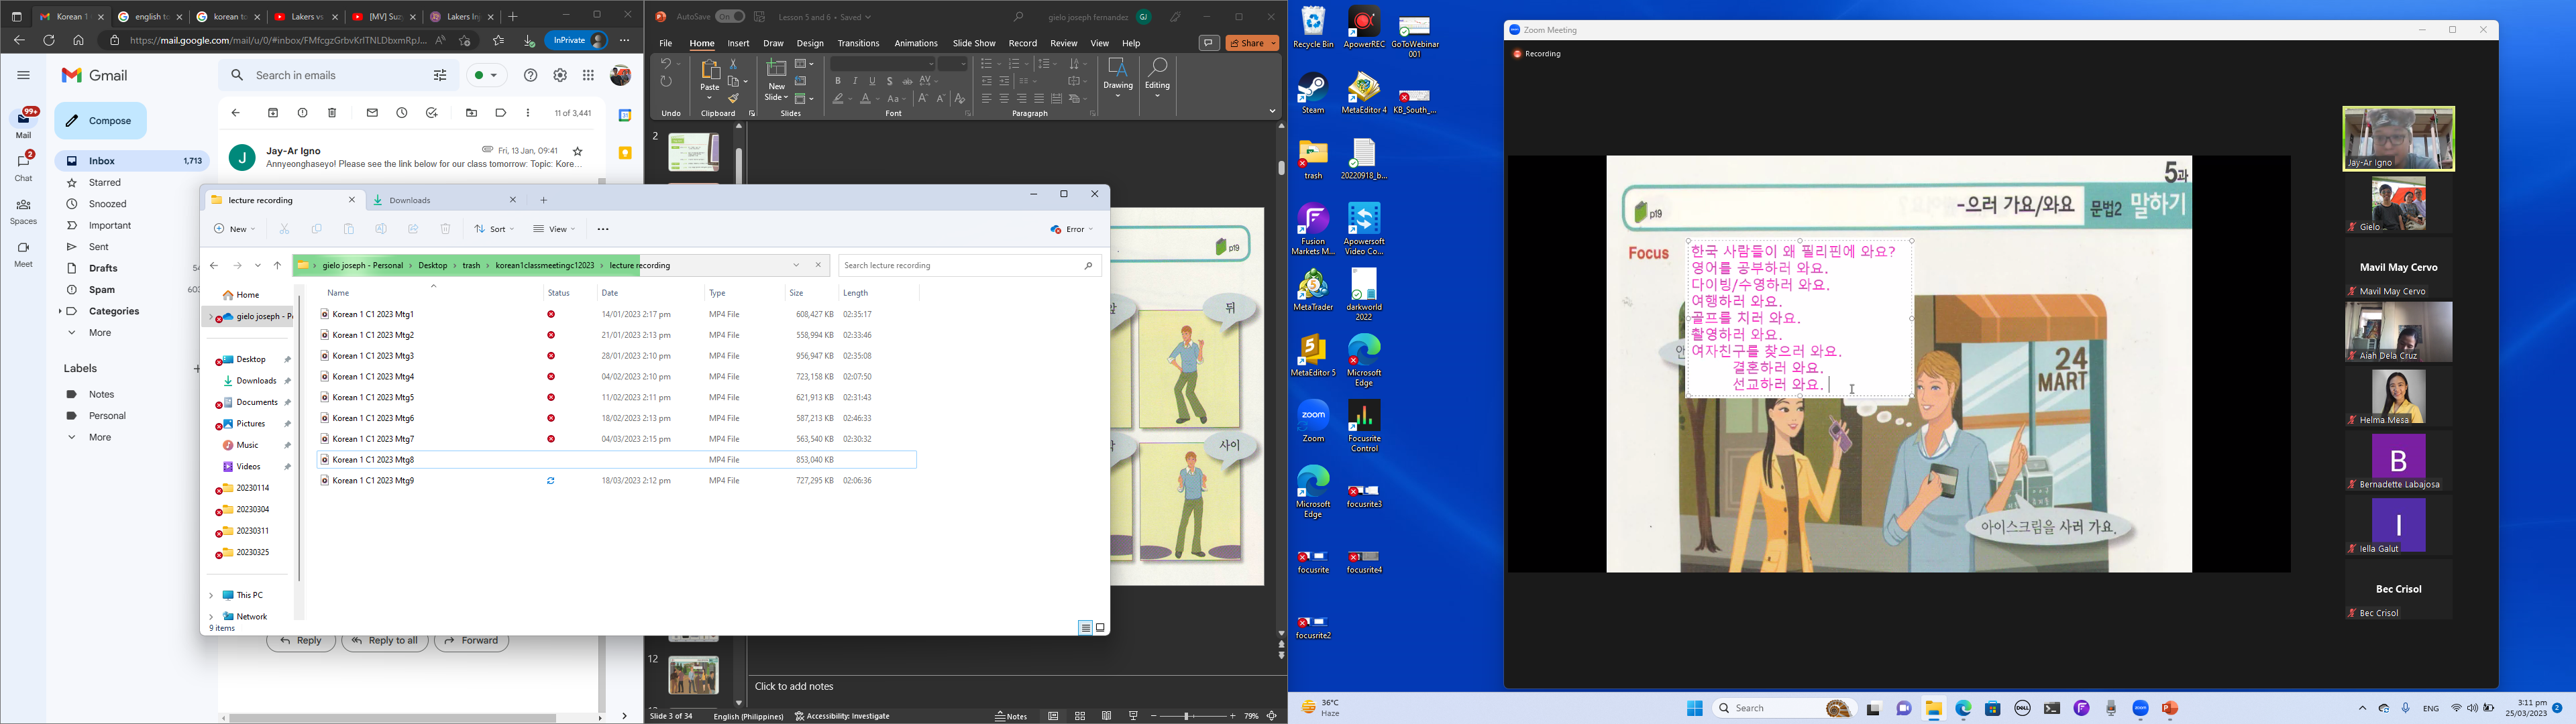 Korean 1
english to
korean to
Lakers vs
[MV] Suz
Lakers In
https://mail.google.com/mail/u/0/#inbox/FMfcgzGrbvKrlTNLDbxmRpJ...
InPrivate
Gmail
Search in emails
99+
Mail
2
Chat
Spaces
Meet
Compose
Inbox 1,713
Starred
Snoozed
Important
Sent
Drafts
Spam
Categories
More
Labels
Notes
Personal
More
11 of 3,441
J
Jay-Ar Igno
Fri, 13 Jan, 09:41
Annyeonghaseyo! Please see the link below for our class tomorrow: Topic: Kore...
Reply
Reply to all
Forward
AutoSave On
Lesson 5 and 6 • Saved
gielo joseph fernandez GJ
File Home Insert Draw Design Transitions Animations Slide Show Record Review View Help
Share
Paste
New Slide
Drawing
Editing
Undo Clipboard Slides Font Paragraph
2
12
p19
뒤
사이
Click to add notes
Slide 3 of 34 English (Philippines) Accessibility: Investigate Notes 79%
lecture recording
Downloads
New
Sort
View
Error
gielo joseph - Personal > Desktop > trash > korean1classmeetingc12023 > lecture recording
Search lecture recording
Home
gielo joseph - P
Desktop
Downloads
Documents
Pictures
Music
Videos
20230114
20230304
20230311
20230325
This PC
Network
Name Status Date Type Size Length
Korean 1 C1 2023 Mtg1 14/01/2023 2:17 pm MP4 File 608,427 KB 02:35:17
Korean 1 C1 2023 Mtg2 21/01/2023 2:13 pm MP4 File 558,994 KB 02:33:46
Korean 1 C1 2023 Mtg3 28/01/2023 2:10 pm MP4 File 956,947 KB 02:35:08
Korean 1 C1 2023 Mtg4 04/02/2023 2:10 pm MP4 File 723,158 KB 02:07:50
Korean 1 C1 2023 Mtg5 11/02/2023 2:11 pm MP4 File 621,913 KB 02:31:43
Korean 1 C1 2023 Mtg6 18/02/2023 2:13 pm MP4 File 587,213 KB 02:46:33
Korean 1 C1 2023 Mtg7 04/03/2023 2:15 pm MP4 File 563,540 KB 02:30:32
Korean 1 C1 2023 Mtg8 MP4 File 853,040 KB
Korean 1 C1 2023 Mtg9 18/03/2023 2:12 pm MP4 File 727,295 KB 02:06:36
9 items
Recycle Bin
ApowerREC
GoToWebinar 001
Steam
MetaEditor 4
KB_South_...
trash
20220918_b...
Fusion Markets M...
Apowersoft Video Co...
MetaTrader
darkworld 2022
MetaEditor 5
Microsoft Edge
Zoom
Focusrite Control
Microsoft Edge
focusrite3
focusrite
focusrite4
focusrite2
Zoom Meeting
Recording
5과
p19
-으러 가요/와요
문법2 말하기
Focus
한국 사람들이 왜 필리핀에 와요?
영어를 공부하러 와요.
다이빙/수영하러 와요.
여행하러 와요.
골프를 치러 와요.
촬영하러 와요.
여자친구를 찾으러 와요.
결혼하러 와요.
선교하러 와요.
24
MART
아이스크림을 사러 가요.
Jay-Ar Igno
Gielo
Mavil May Cervo
Mavil May Cervo
Aiah Dela Cruz
Helma Mesa
B
Bernadette Labajosa
I
Iella Galut
Bec Crisol
Bec Crisol
36°C
Haze
Search
ENG
3:11 pm
25/03/2023
2